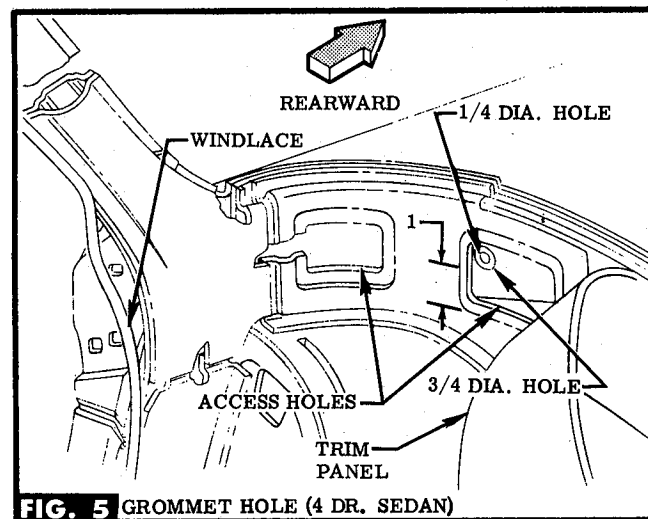 REARWARD
1/4 DIA. HOLE
WINDLACE
1
ACCESS HOLES
3/4 DIA. HOLE
TRIM
PANEL
FIG. 5 GROMMET HOLE (4 DR. SEDAN)